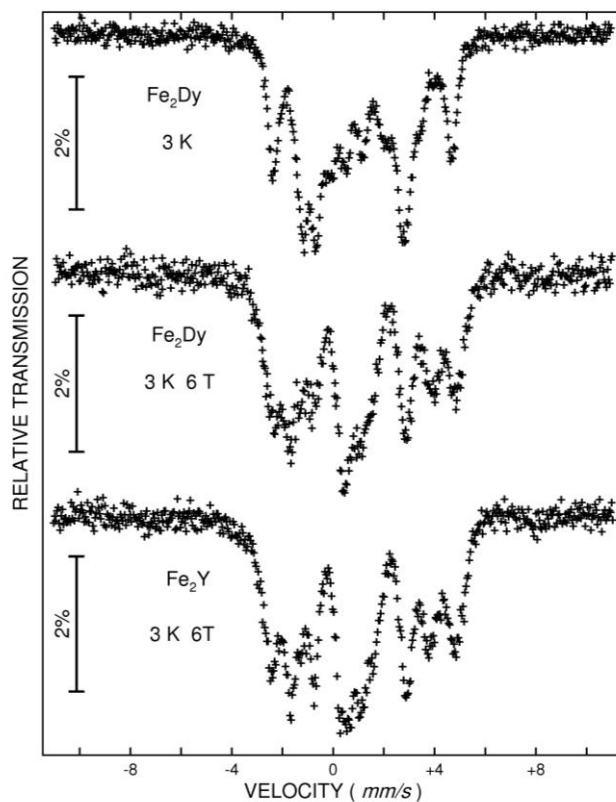 Fe₂Dy
3 K
2%
Fe₂Dy
3 K 6 T
2%
Fe₂Y
3 K 6T
2%
RELATIVE TRANSMISSION
-8 -4 0 +4 +8
VELOCITY ( mm/s )